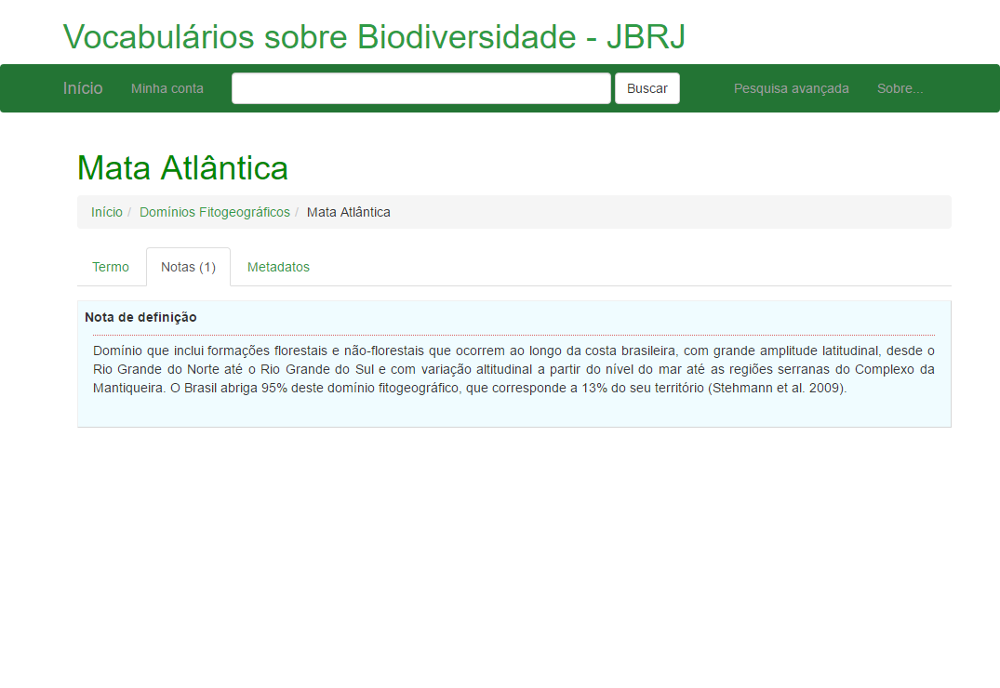 Vocabulários sobre Biodiversidade - JBRJ
Início Minha conta Buscar Pesquisa avançada Sobre...
Mata Atlântica
Início / Domínios Fitogeográficos / Mata Atlântica
Termo Notas (1) Metadatos
Nota de definição
Domínio que inclui formações florestais e não-florestais que ocorrem ao longo da costa brasileira, com grande amplitude latitudinal, desde o
Rio Grande do Norte até o Rio Grande do Sul e com variação altitudinal a partir do nível do mar até as regiões serranas do Complexo da
Mantiqueira. O Brasil abriga 95% deste domínio fitogeográfico, que corresponde a 13% do seu território (Stehmann et al. 2009).